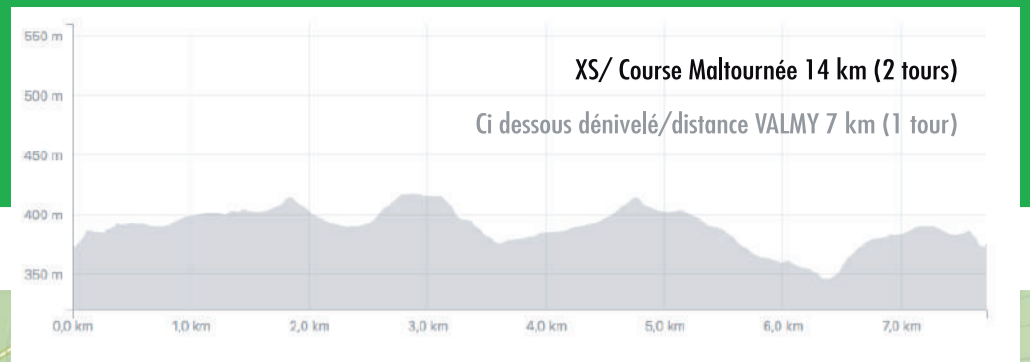 XS/ Course Maltournée 14 km (2 tours)
Ci dessous dénivelé/distance VALMY 7 km (1 tour)
550 m
500 m
450 m
400 m
350 m
0,0 km 1,0 km 2,0 km 3,0 km 4,0 km 5,0 km 6,0 km 7,0 km